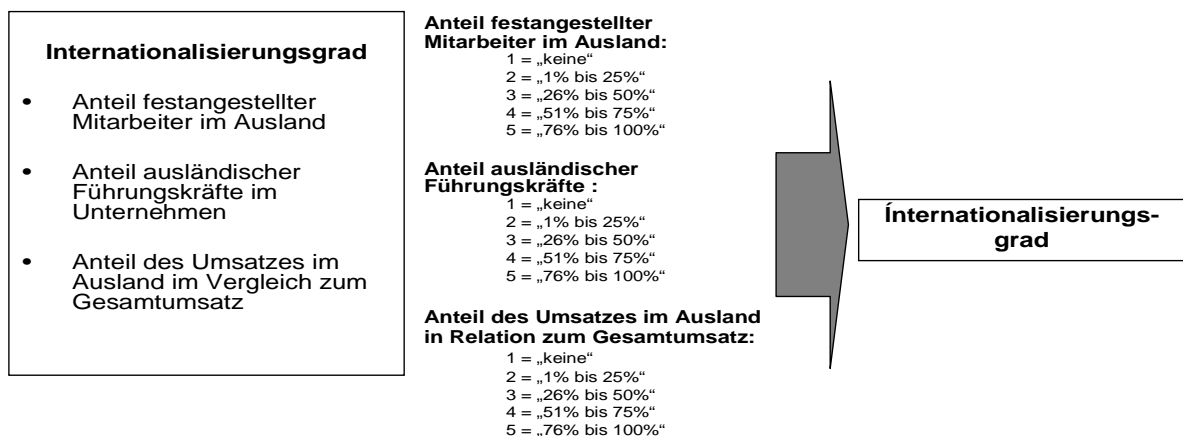 Internationalisierungsgrad
• Anteil festangestellter
Mitarbeiter im Ausland
• Anteil ausländischer
Führungskräfte im
Unternehmen
• Anteil des Umsatzes im
Ausland im Vergleich zum
Gesamtumsatz
Anteil festangestellter
Mitarbeiter im Ausland:
1 = „keine“
2 = „1% bis 25%“
3 = „26% bis 50%“
4 = „51% bis 75%“
5 = „76% bis 100%“
Anteil ausländischer
Führungskräfte :
1 = „keine“
2 = „1% bis 25%“
3 = „26% bis 50%“
4 = „51% bis 75%“
5 = „76% bis 100%“
Anteil des Umsatzes im Ausland
in Relation zum Gesamtumsatz:
1 = „keine“
2 = „1% bis 25%“
3 = „26% bis 50%“
4 = „51% bis 75%“
5 = „76% bis 100%“
Ínternationalisierungs-
grad